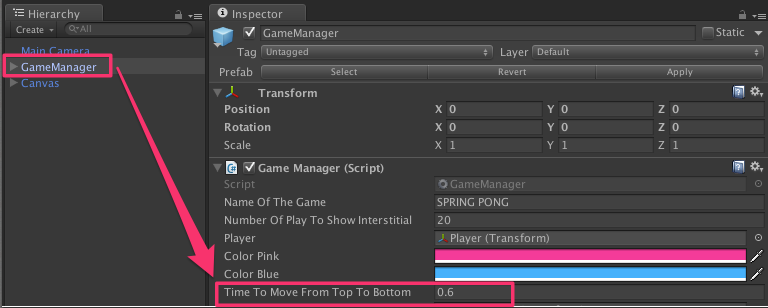 Hierarchy
Create
All
Main Camera
GameManager
Canvas
Inspector
GameManager
Static
Tag Untagged Layer Default
Prefab Select Revert Apply
Transform
Position X 0 Y 0 Z 0
Rotation X 0 Y 0 Z 0
Scale X 1 Y 1 Z 1
Game Manager (Script)
Script GameManager
Name Of The Game SPRING PONG
Number Of Play To Show Interstitial 20
Player Player (Transform)
Color Pink
Color Blue
Time To Move From Top To Bottom 0.6